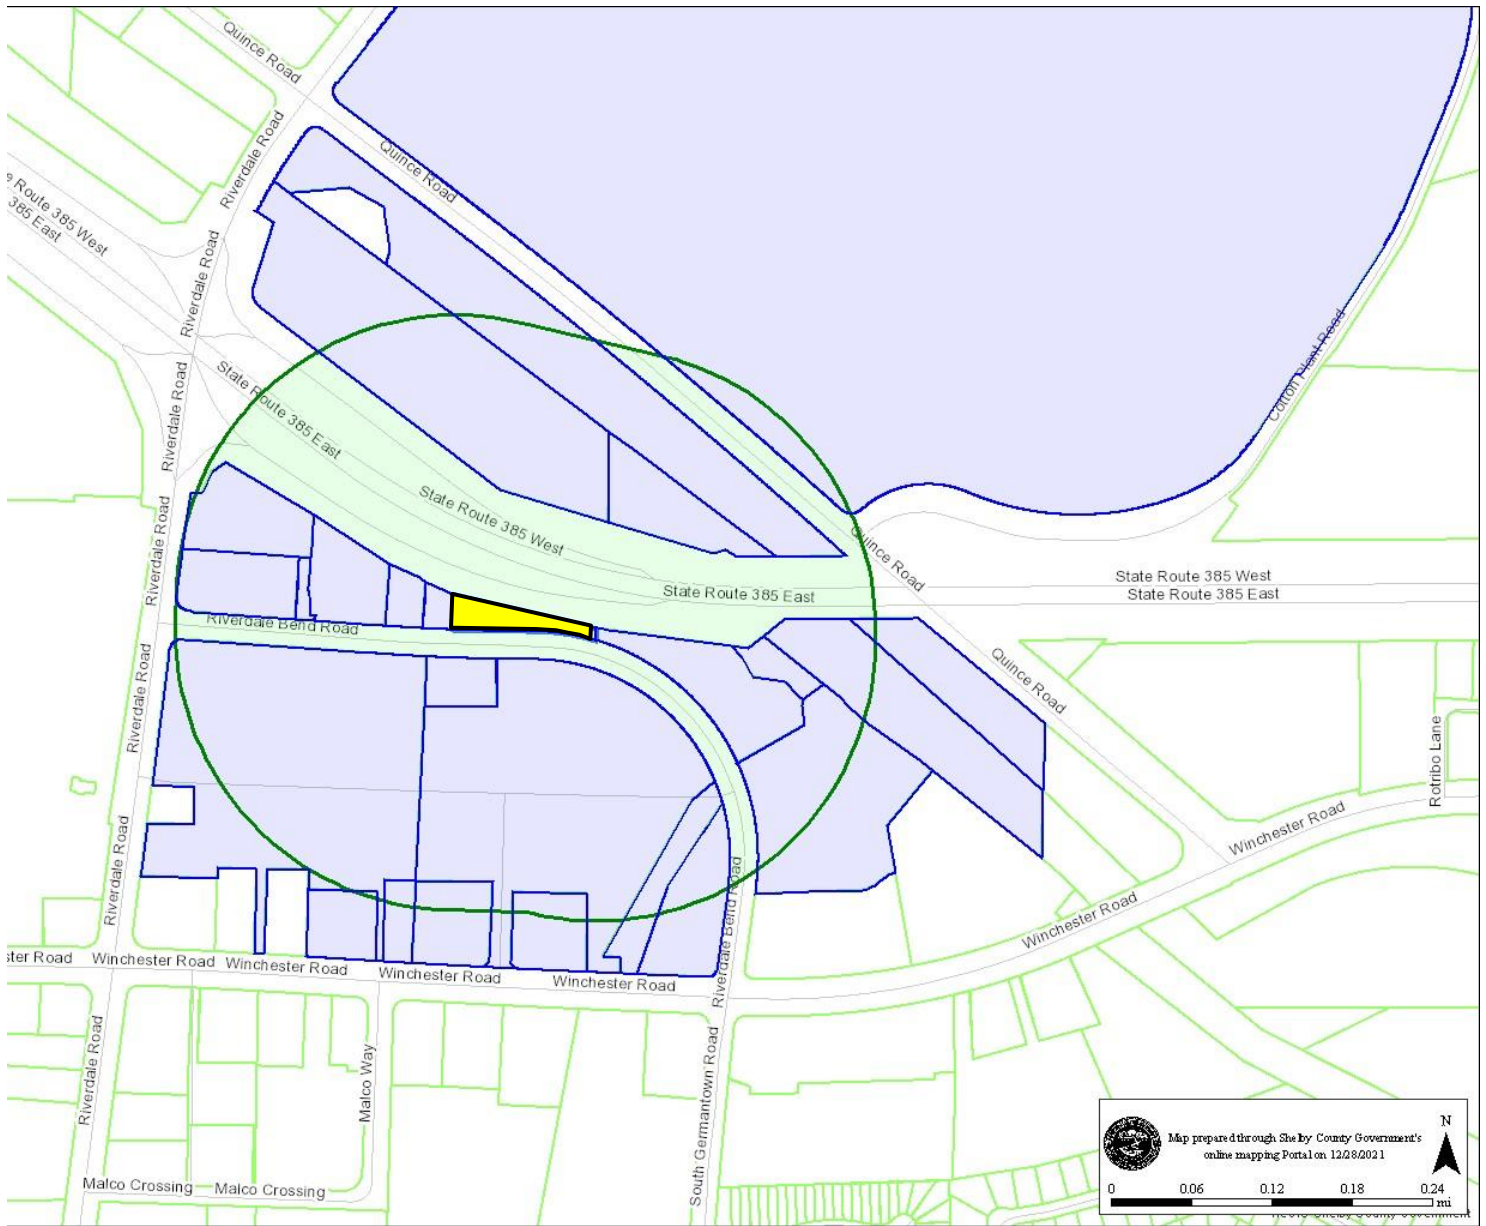 Quince Road
Riverdale Road
Quince Road
Route 385 West
385 East
Riverdale Road
Cotton Plant Road
State Route 385 East
Riverdale Road
State Route 385 West
Riverdale Road
Quince Road
State Route 385 West
State Route 385 East
State Route 385 East
Riverdale Bend Road
Riverdale Road
Quince Road
Rotribo Lane
Winchester Road
Riverdale Road
Winchester Road
Riverdale Bend Road
ster Road
Winchester Road
Winchester Road
Winchester Road
Winchester Road
Riverdale Road
Malco Way
South Germantown Road
Malco Crossing
Malco Crossing
Map prepared through Shelby County Government's
online mapping Portal on 12/28/2021
N
0 0.06 0.12 0.18 0.24
mi
Shelby County Government